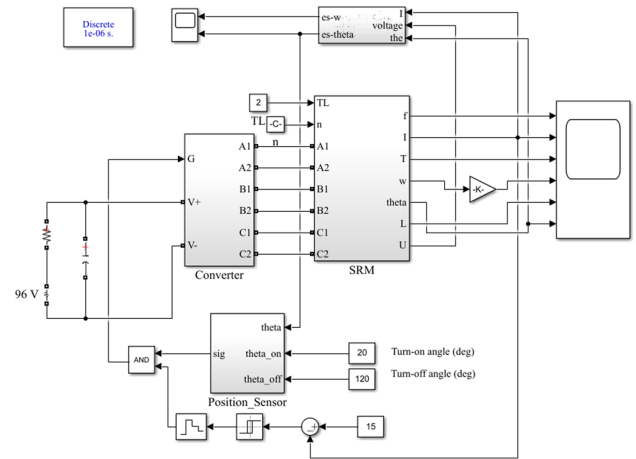 Discrete
1e-06 s.
es-w
es-theta
I
voltage
the
2
TL
-C-
n
TL
n
f
I
T
w
theta
L
U
-K-
A1
A2
B1
B2
C1
C2
SRM
G
V+
V-
A1
A2
B1
B2
C1
C2
Converter
96 V
theta
sig
theta_on
theta_off
Position_Sensor
20
Turn-on angle (deg)
120
Turn-off angle (deg)
AND
15